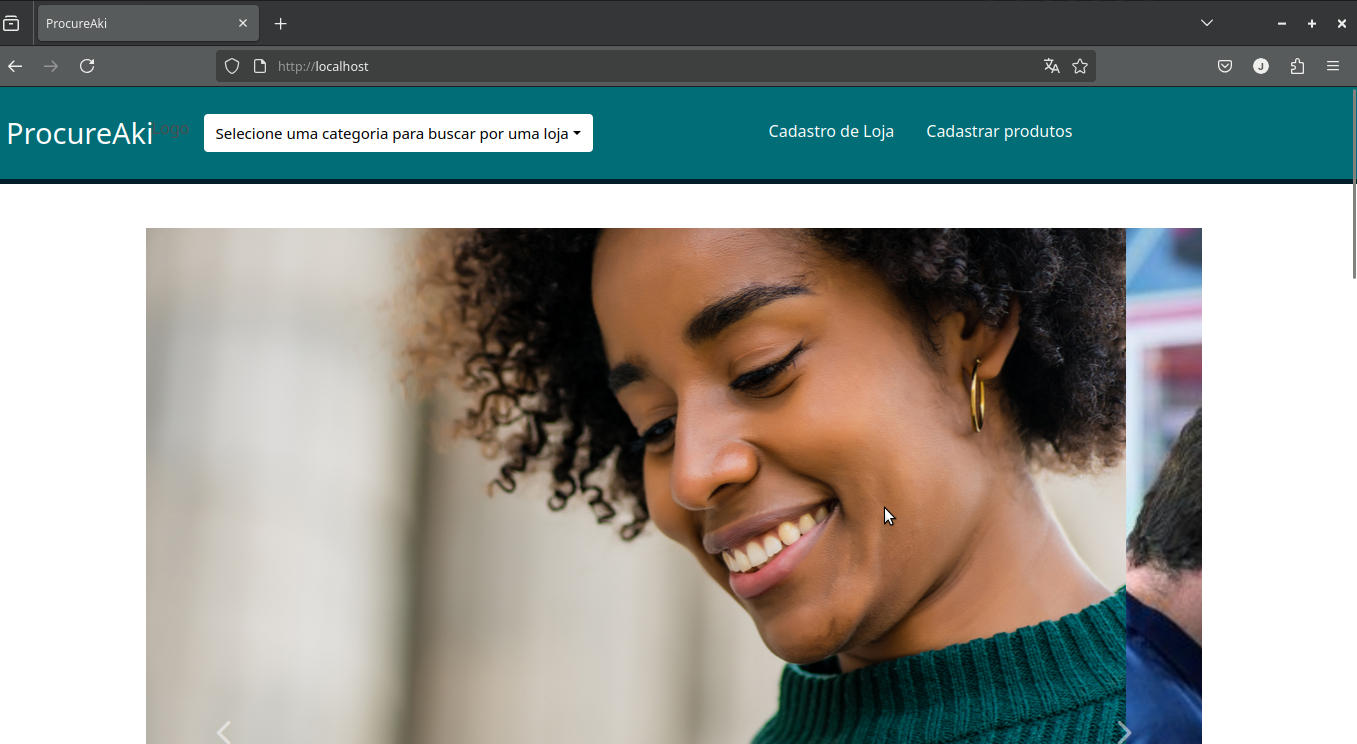 ProcureAki
http://localhost
J
ProcureAki Logo Selecione uma categoria para buscar por uma loja Cadastro de Loja Cadastrar produtos